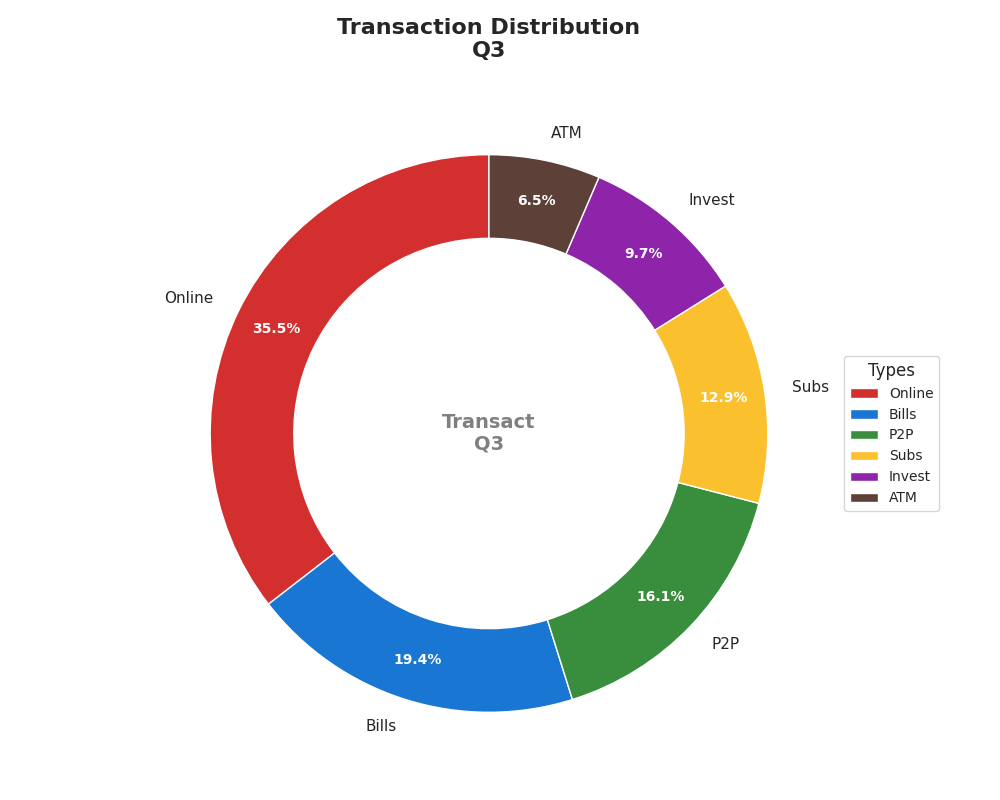 Transaction Distribution
Q3
ATM
6.5%
Invest
9.7%
Online
35.5%
Subs
12.9%
Transact
Q3
Types
Online
Bills
P2P
Subs
Invest
ATM
16.1%
P2P
19.4%
Bills